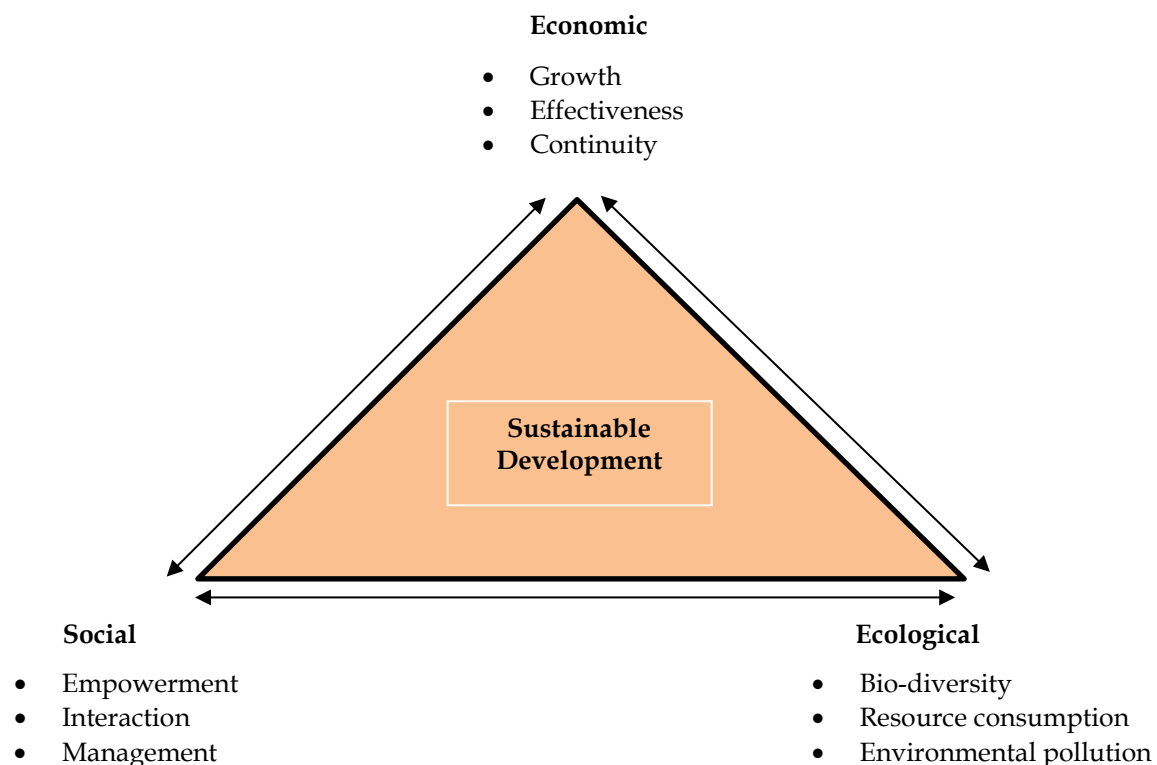 Economic
• Growth
• Effectiveness
• Continuity
Sustainable
Development
Social
• Empowerment
• Interaction
• Management
Ecological
• Bio-diversity
• Resource consumption
• Environmental pollution